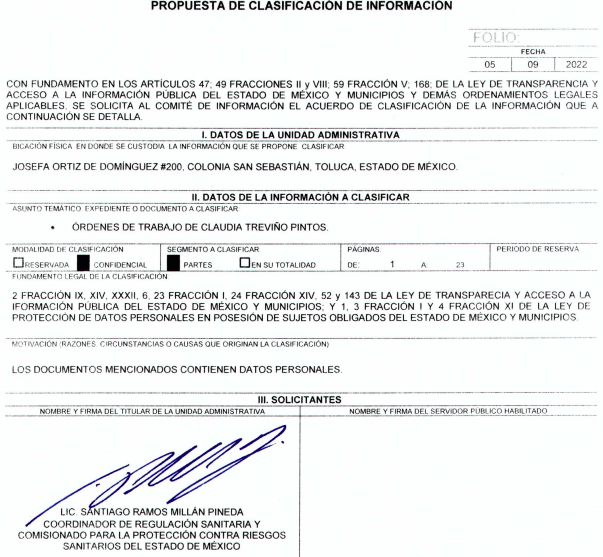 PROPUESTA DE CLASIFICACIÓN DE INFORMACIÓN
FOLIO:
FECHA
05 09 2022
CON FUNDAMENTO EN LOS ARTÍCULOS 47; 49 FRACCIONES II y VIII; 59 FRACCIÓN V; 168; DE LA LEY DE TRANSPARENCIA Y
ACCESO A LA INFORMACIÓN PÚBLICA DEL ESTADO DE MÉXICO Y MUNICIPIOS Y DEMÁS ORDENAMIENTOS LEGALES
APLICABLES, SE SOLICITA AL COMITÉ DE INFORMACIÓN EL ACUERDO DE CLASIFICACIÓN DE LA INFORMACIÓN QUE A
CONTINUACIÓN SE DETALLA.
I. DATOS DE LA UNIDAD ADMINISTRATIVA
BICACIÓN FÍSICA EN DONDE SE CUSTODIA LA INFORMACIÓN QUE SE PROPONE CLASIFICAR
JOSEFA ORTIZ DE DOMÍNGUEZ #200, COLONIA SAN SEBASTIÁN, TOLUCA, ESTADO DE MÉXICO.
II. DATOS DE LA INFORMACIÓN A CLASIFICAR
ASUNTO TEMÁTICO EXPEDIENTE O DOCUMENTO A CLASIFICAR
• ÓRDENES DE TRABAJO DE CLAUDIA TREVIÑO PINTOS.
MODALIDAD DE CLASIFICACIÓN SEGMENTO A CLASIFICAR PÁGINAS PERIODO DE RESERVA
RESERVADA CONFIDENCIAL PARTES EN SU TOTALIDAD DE: 1 A: 23
FUNDAMENTO LEGAL DE LA CLASIFICACIÓN
2 FRACCIÓN IX, XIV, XXXII, 6, 23 FRACCIÓN I, 24 FRACCIÓN XIV, 52 y 143 DE LA LEY DE TRANSPARECIA Y ACCESO A LA
IFORMACIÓN PÚBLICA DEL ESTADO DE MÉXICO Y MUNICIPIOS; Y 1, 3 FRACCIÓN I Y 4 FRACCIÓN XI DE LA LEY DE
PROTECCIÓN DE DATOS PERSONALES EN POSESIÓN DE SUJETOS OBLIGADOS DEL ESTADO DE MÉXICO Y MUNICIPIOS.
MOTIVACIÓN (RAZONES CIRCUNSTANCIAS O CAUSAS QUE ORIGINAN LA CLASIFICACIÓN)
LOS DOCUMENTOS MENCIONADOS CONTIENEN DATOS PERSONALES.
III. SOLICITANTES
NOMBRE Y FIRMA DEL TITULAR DE LA UNIDAD ADMINISTRATIVA NOMBRE Y FIRMA DEL SERVIDOR PÚBLICO HABILITADO
LIC. SANTIAGO RAMOS MILLÁN PINEDA
COORDINADOR DE REGULACIÓN SANITARIA Y
COMISIONADO PARA LA PROTECCIÓN CONTRA RIESGOS
SANITARIOS DEL ESTADO DE MÉXICO